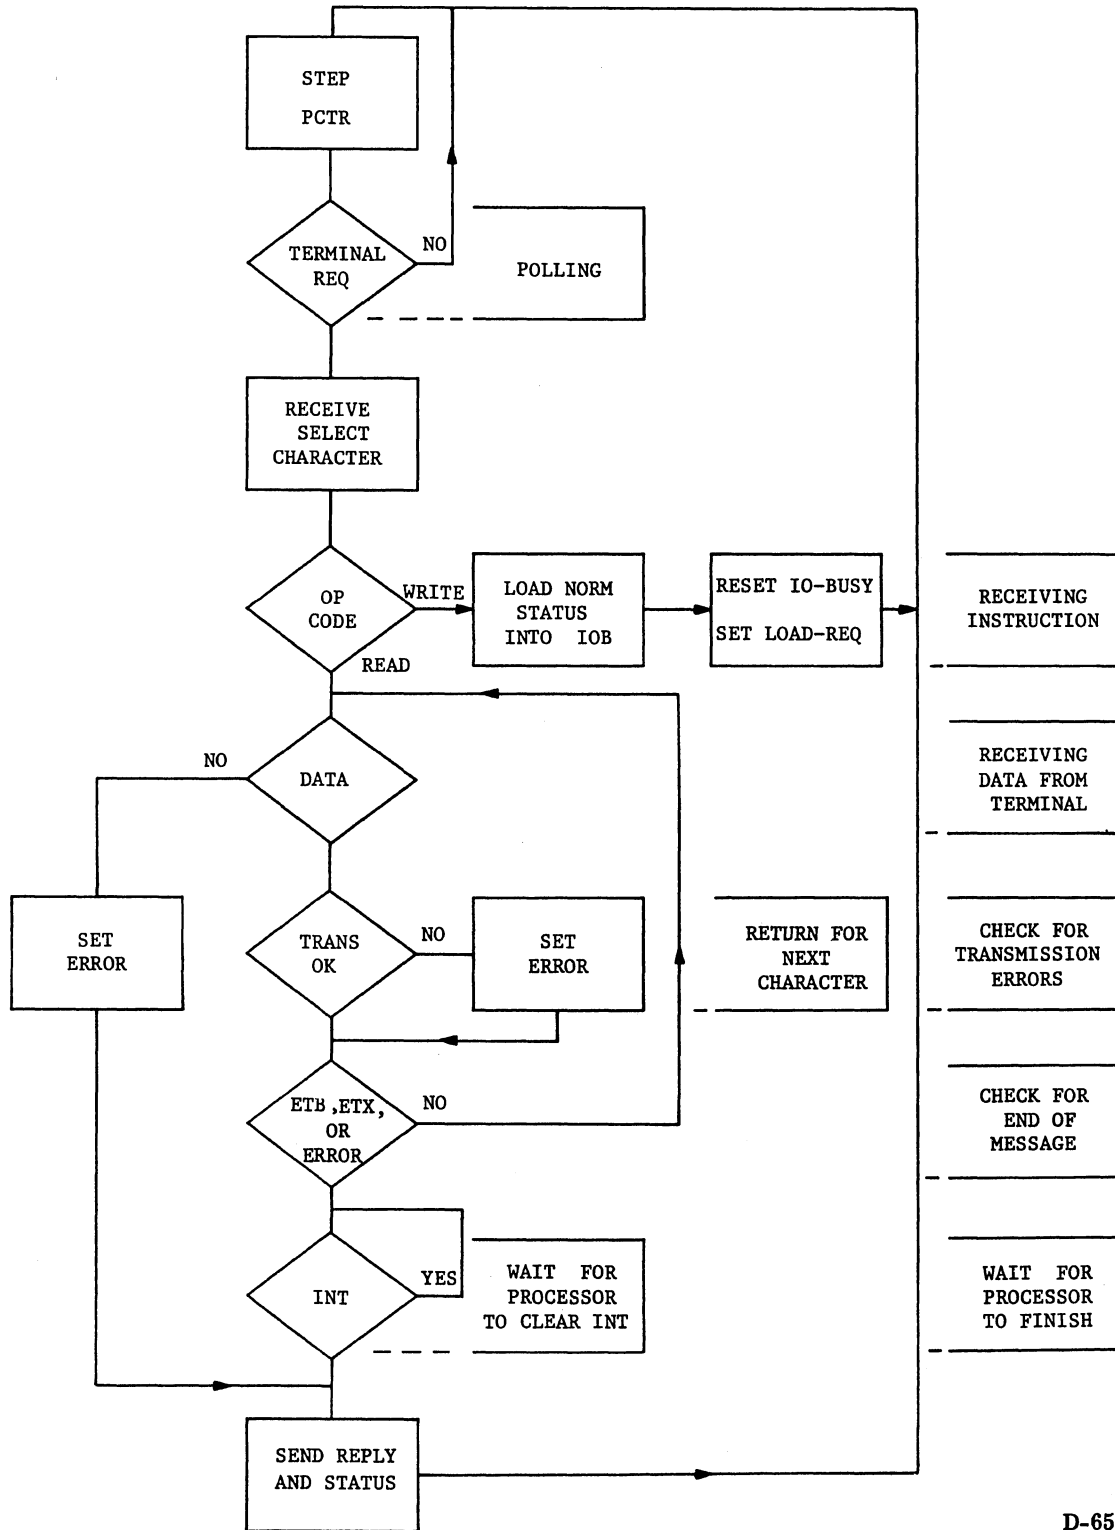 STEP
PCTR
TERMINAL
REQ
NO
POLLING
RECEIVE
SELECT
CHARACTER
OP
CODE
WRITE
READ
LOAD NORM
STATUS
INTO IOB
RESET IO-BUSY
SET LOAD-REQ
RECEIVING
INSTRUCTION
NO
DATA
RECEIVING
DATA FROM
TERMINAL
SET
ERROR
TRANS
OK
NO
SET
ERROR
RETURN FOR
NEXT
CHARACTER
CHECK FOR
TRANSMISSION
ERRORS
ETB,ETX,
OR
ERROR
NO
CHECK FOR
END OF
MESSAGE
INT
YES
WAIT FOR
PROCESSOR
TO CLEAR INT
WAIT FOR
PROCESSOR
TO FINISH
SEND REPLY
AND STATUS
D-65